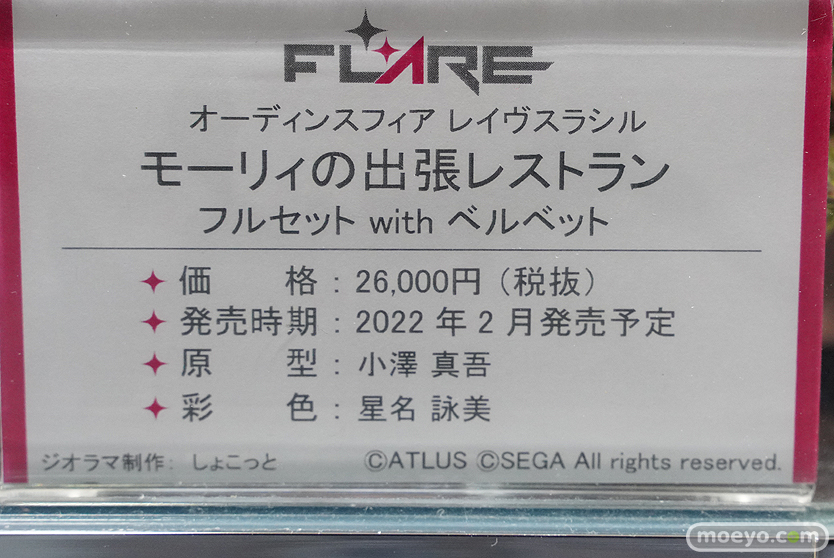 FLARE
オーディンスフィア レイヴスラシル
モーリィの出張レストラン
フルセット with ベルベット
価 格：26,000円（税抜）
発売時期：2022 年 2 月発売予定
原 型：小澤 真吾
彩 色：星名 詠美
ジオラマ制作： しょこっと ©ATLUS ©SEGA All rights reserved.
moeyo.com